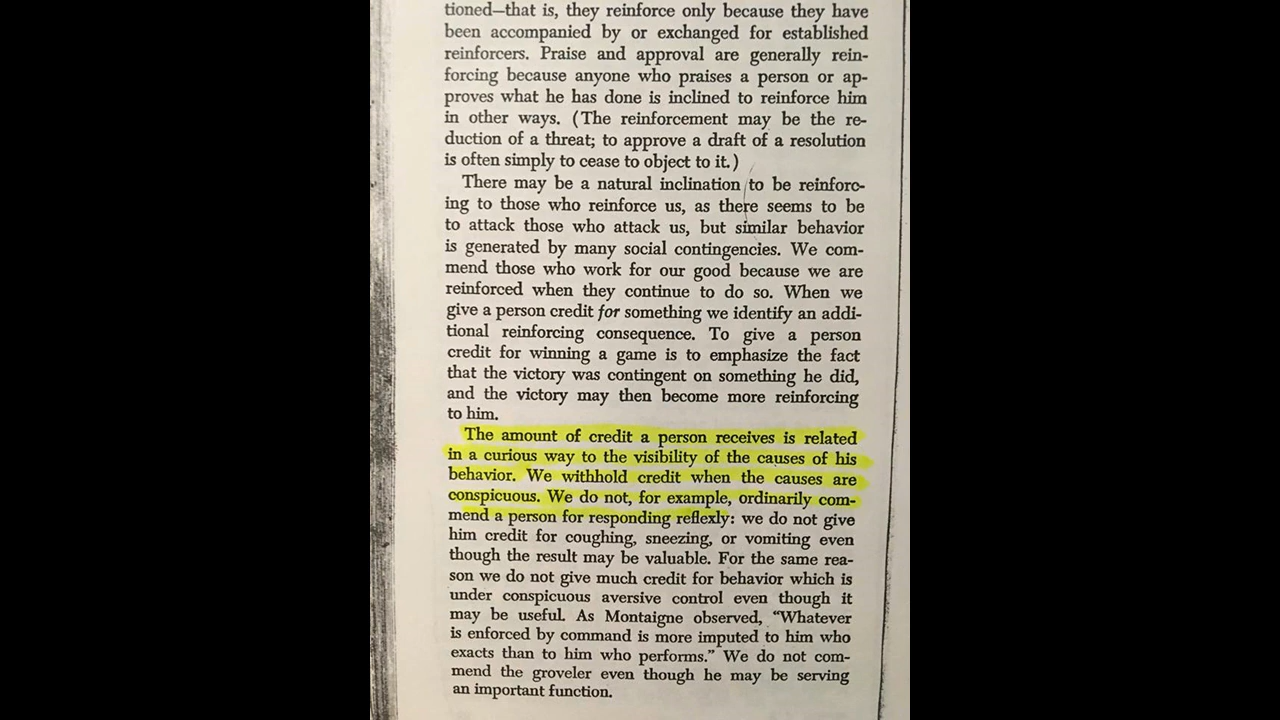 tioned—that is, they reinforce only because they have
been accompanied by or exchanged for established
reinforcers. Praise and approval are generally rein-
forcing because anyone who praises a person or ap-
proves what he has done is inclined to reinforce him
in other ways. (The reinforcement may be the re-
duction of a threat; to approve a draft of a resolution
is often simply to cease to object to it.)
There may be a natural inclination to be reinforc-
ing to those who reinforce us, as there seems to be
to attack those who attack us, but similar behavior
is generated by many social contingencies. We com-
mend those who work for our good because we are
reinforced when they continue to do so. When we
give a person credit for something we identify an addi-
tional reinforcing consequence. To give a person
credit for winning a game is to emphasize the fact
that the victory was contingent on something he did,
and the victory may then become more reinforcing
to him.
The amount of credit a person receives is related
in a curious way to the visibility of the causes of his
behavior. We withhold credit when the causes are
conspicuous. We do not, for example, ordinarily com-
mend a person for responding reflexly: we do not give
him credit for coughing, sneezing, or vomiting even
though the result may be valuable. For the same rea-
son we do not give much credit for behavior which is
under conspicuous aversive control even though it
may be useful. As Montaigne observed, “Whatever
is enforced by command is more imputed to him who
exacts than to him who performs.” We do not com-
mend the groveler even though he may be serving
an important function.